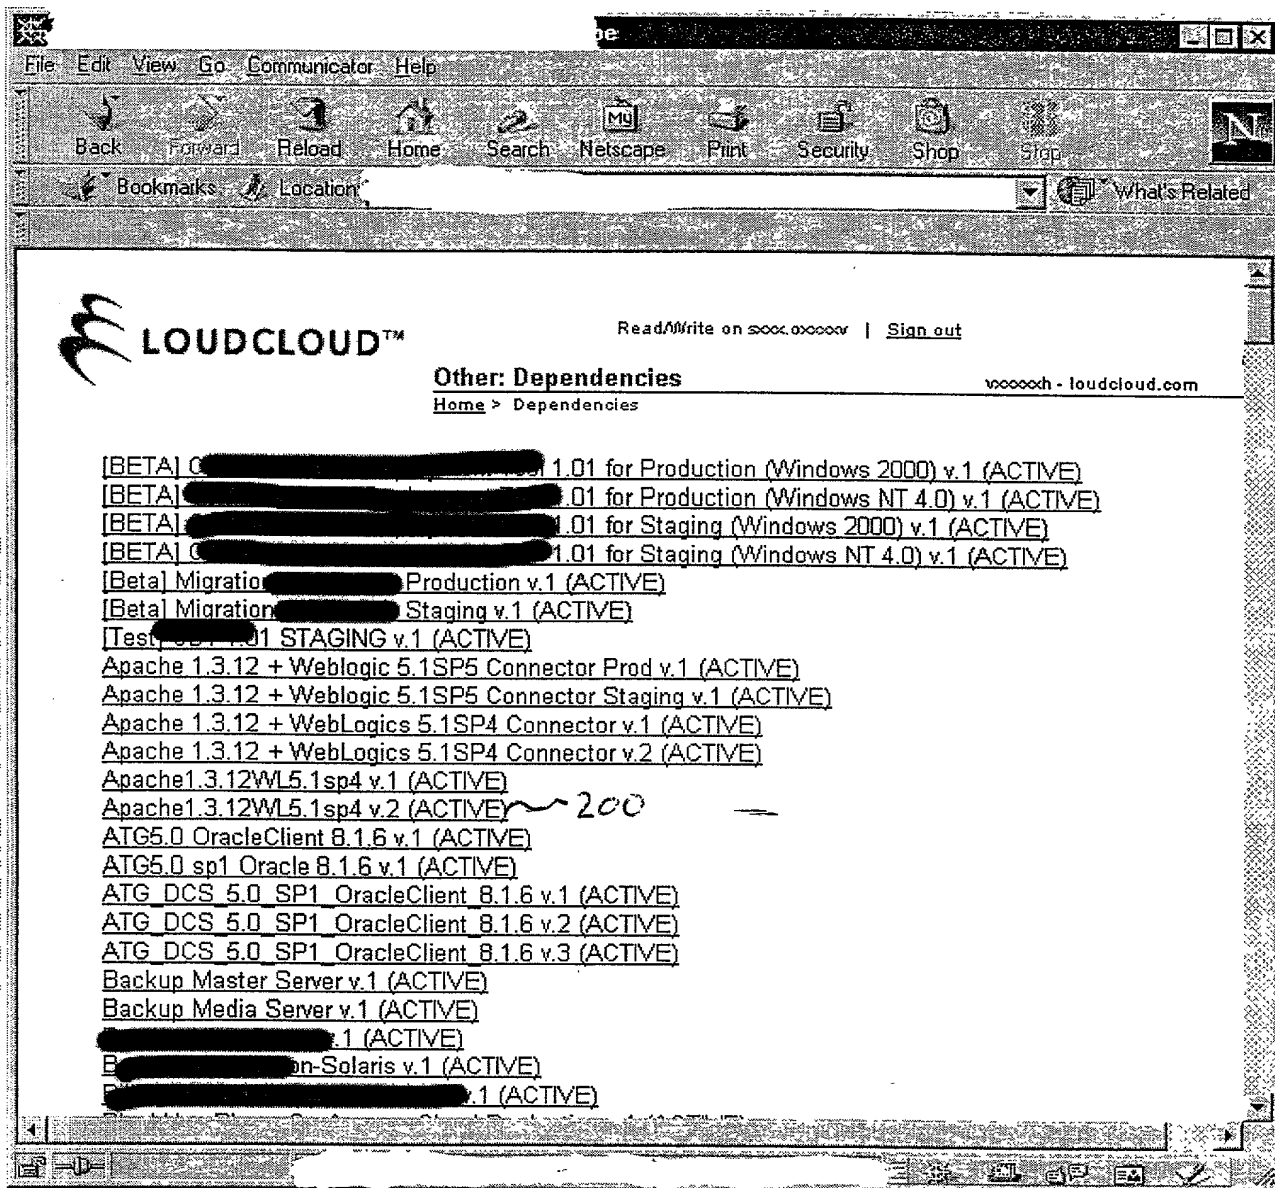 File Edit View Go Communicator Help
Back Forward Reload Home Search Netscape Print Security Shop Stop
My
N
Bookmarks Location: What's Related
LOUDCLOUD™
Read/Write on | Sign out
Other: Dependencies
- loudcloud.com
Home > Dependencies
[BETA] 1.01 for Production (Windows 2000) v.1 (ACTIVE)
[BETA] .01 for Production (Windows NT 4.0) v.1 (ACTIVE)
[BETA] .01 for Staging (Windows 2000) v.1 (ACTIVE)
[BETA] 1.01 for Staging (Windows NT 4.0) v.1 (ACTIVE)
[Beta] Migration Production v.1 (ACTIVE)
[Beta] Migration Staging v.1 (ACTIVE)
[Test] STAGING v.1 (ACTIVE)
Apache 1.3.12 + Weblogic 5.1SP5 Connector Prod v.1 (ACTIVE)
Apache 1.3.12 + Weblogic 5.1SP5 Connector Staging v.1 (ACTIVE)
Apache 1.3.12 + WebLogics 5.1SP4 Connector v.1 (ACTIVE)
Apache 1.3.12 + WebLogics 5.1SP4 Connector v.2 (ACTIVE)
Apache1.3.12WL5.1sp4 v.1 (ACTIVE)
Apache1.3.12WL5.1sp4 v.2 (ACTIVE) 200
ATG5.0 OracleClient 8.1.6 v.1 (ACTIVE)
ATG5.0 sp1 Oracle 8.1.6 v.1 (ACTIVE)
ATG_DCS_5.0_SP1_OracleClient_8.1.6 v.1 (ACTIVE)
ATG_DCS_5.0_SP1_OracleClient_8.1.6 v.2 (ACTIVE)
ATG_DCS_5.0_SP1_OracleClient_8.1.6 v.3 (ACTIVE)
Backup Master Server v.1 (ACTIVE)
Backup Media Server v.1 (ACTIVE)
.1 (ACTIVE)
n-Solaris v.1 (ACTIVE)
.1 (ACTIVE)